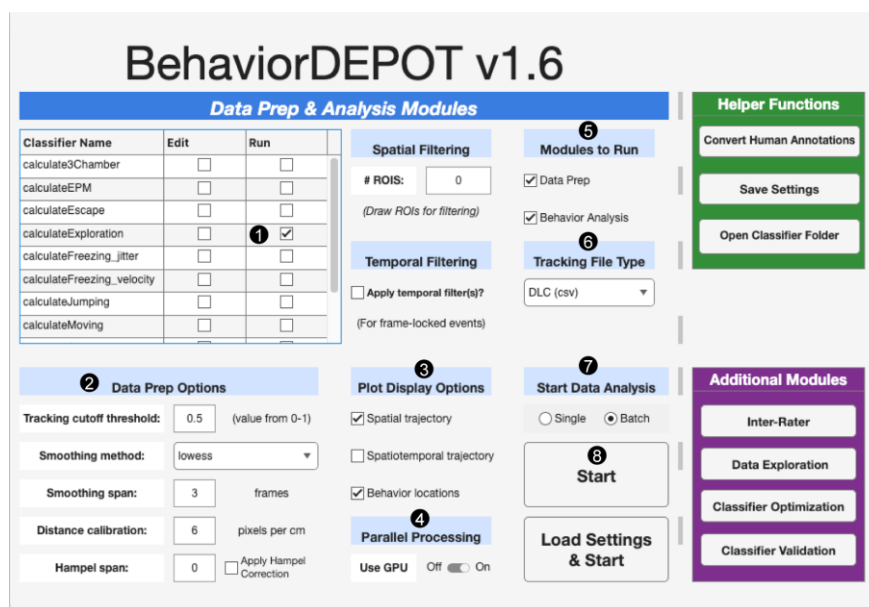 BehaviorDEPOT v1.6
Data Prep & Analysis Modules
Classifier Name Edit Run
calculate3Chamber
calculateEPM
calculateEscape
calculateExploration 1
calculateFreezing_jitter
calculateFreezing_velocity
calculateJumping
calculateMoving
Spatial Filtering
# ROIS: 0
(Draw ROIs for filtering)
Temporal Filtering
Apply temporal filter(s)?
(For frame-locked events)
5
Modules to Run
Data Prep
Behavior Analysis
6
Tracking File Type
DLC (csv)
Helper Functions
Convert Human Annotations
Save Settings
Open Classifier Folder
2 Data Prep Options
Tracking cutoff threshold: 0.5 (value from 0-1)
Smoothing method: lowess
Smoothing span: 3 frames
Distance calibration: 6 pixels per cm
Hampel span: 0 Apply Hampel
Correction
3
Plot Display Options
Spatial trajectory
Spatiotemporal trajectory
Behavior locations
4
Parallel Processing
Use GPU Off On
7
Start Data Analysis
Single Batch
8
Start
Load Settings
& Start
Additional Modules
Inter-Rater
Data Exploration
Classifier Optimization
Classifier Validation